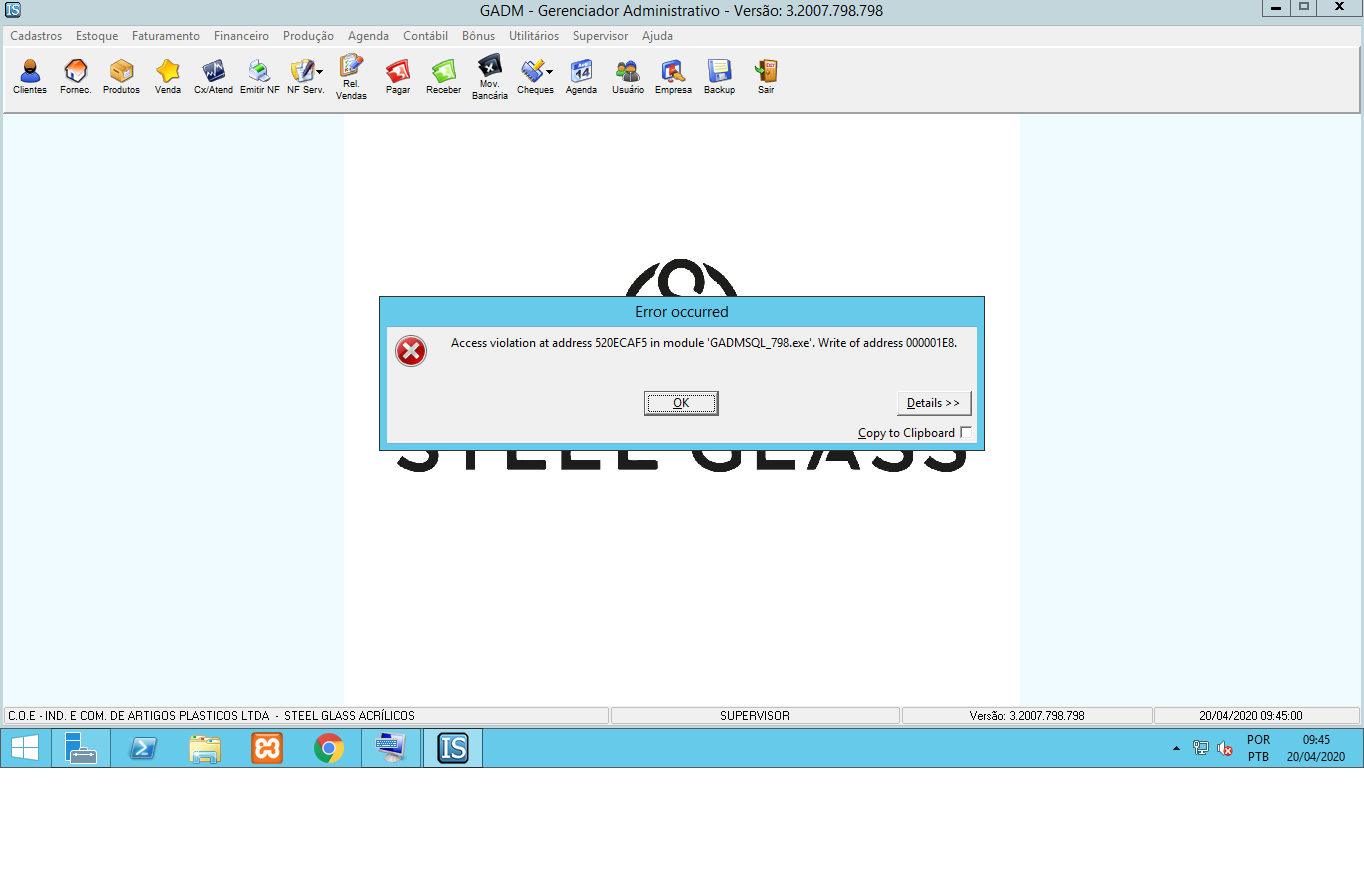 IS
GADM - Gerenciador Administrativo - Versão: 3.2007.798.798
Cadastros Estoque Faturamento Financeiro Produção Agenda Contábil Bônus Utilitários Supervisor Ajuda
Clientes Fornec. Produtos Venda Cx/Atend Emitir NF NF Serv. Rel. Vendas Pagar Receber Mov. Bancária Cheques Agenda Usuário Empresa Backup Sair
Error occurred
Access violation at address 520ECAF5 in module 'GADMSQL_798.exe'. Write of address 000001E8.
OK
Details >>
Copy to Clipboard
STEEL GLASS
C.O.E - IND. E COM. DE ARTIGOS PLASTICOS LTDA - STEEL GLASS ACRÍLICOS
SUPERVISOR
Versão: 3.2007.798.798
20/04/2020 09:45:00
IS
POR
PTB
09:45
20/04/2020